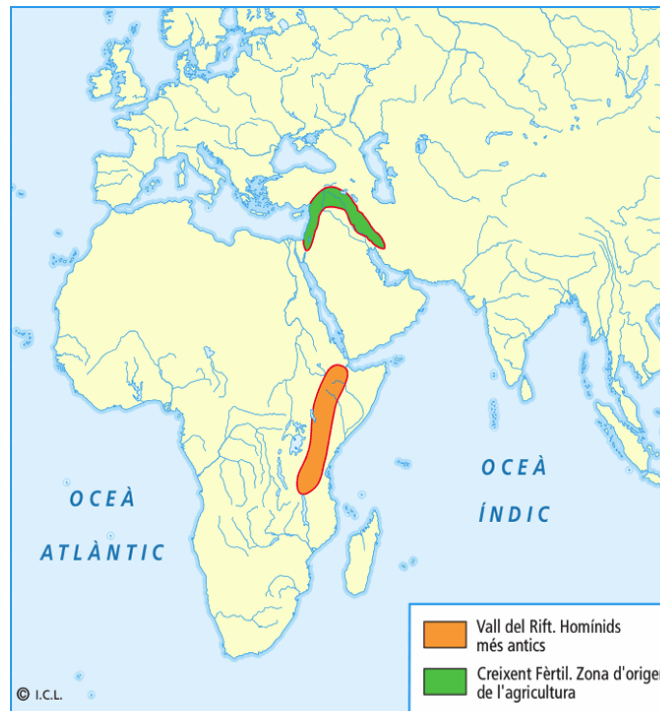 OCEÀ
ATLÀNTIC
OCEÀ
ÍNDIC
Vall del Rift. Homínids
més antics
Creixent Fèrtil. Zona d'origen
de l'agricultura
© I.C.L.